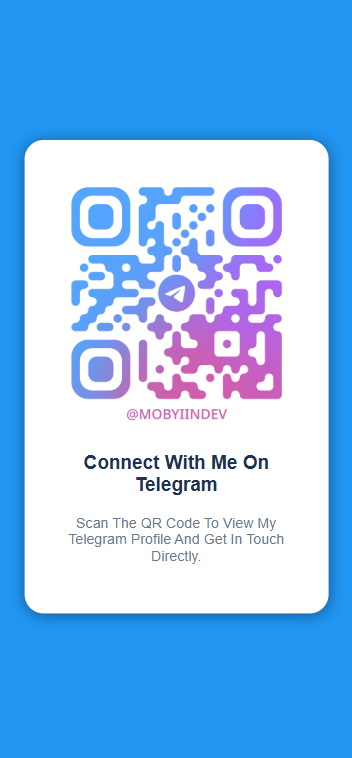 @MOBYIINDEV
Connect With Me On
Telegram
Scan The QR Code To View My
Telegram Profile And Get In Touch
Directly.